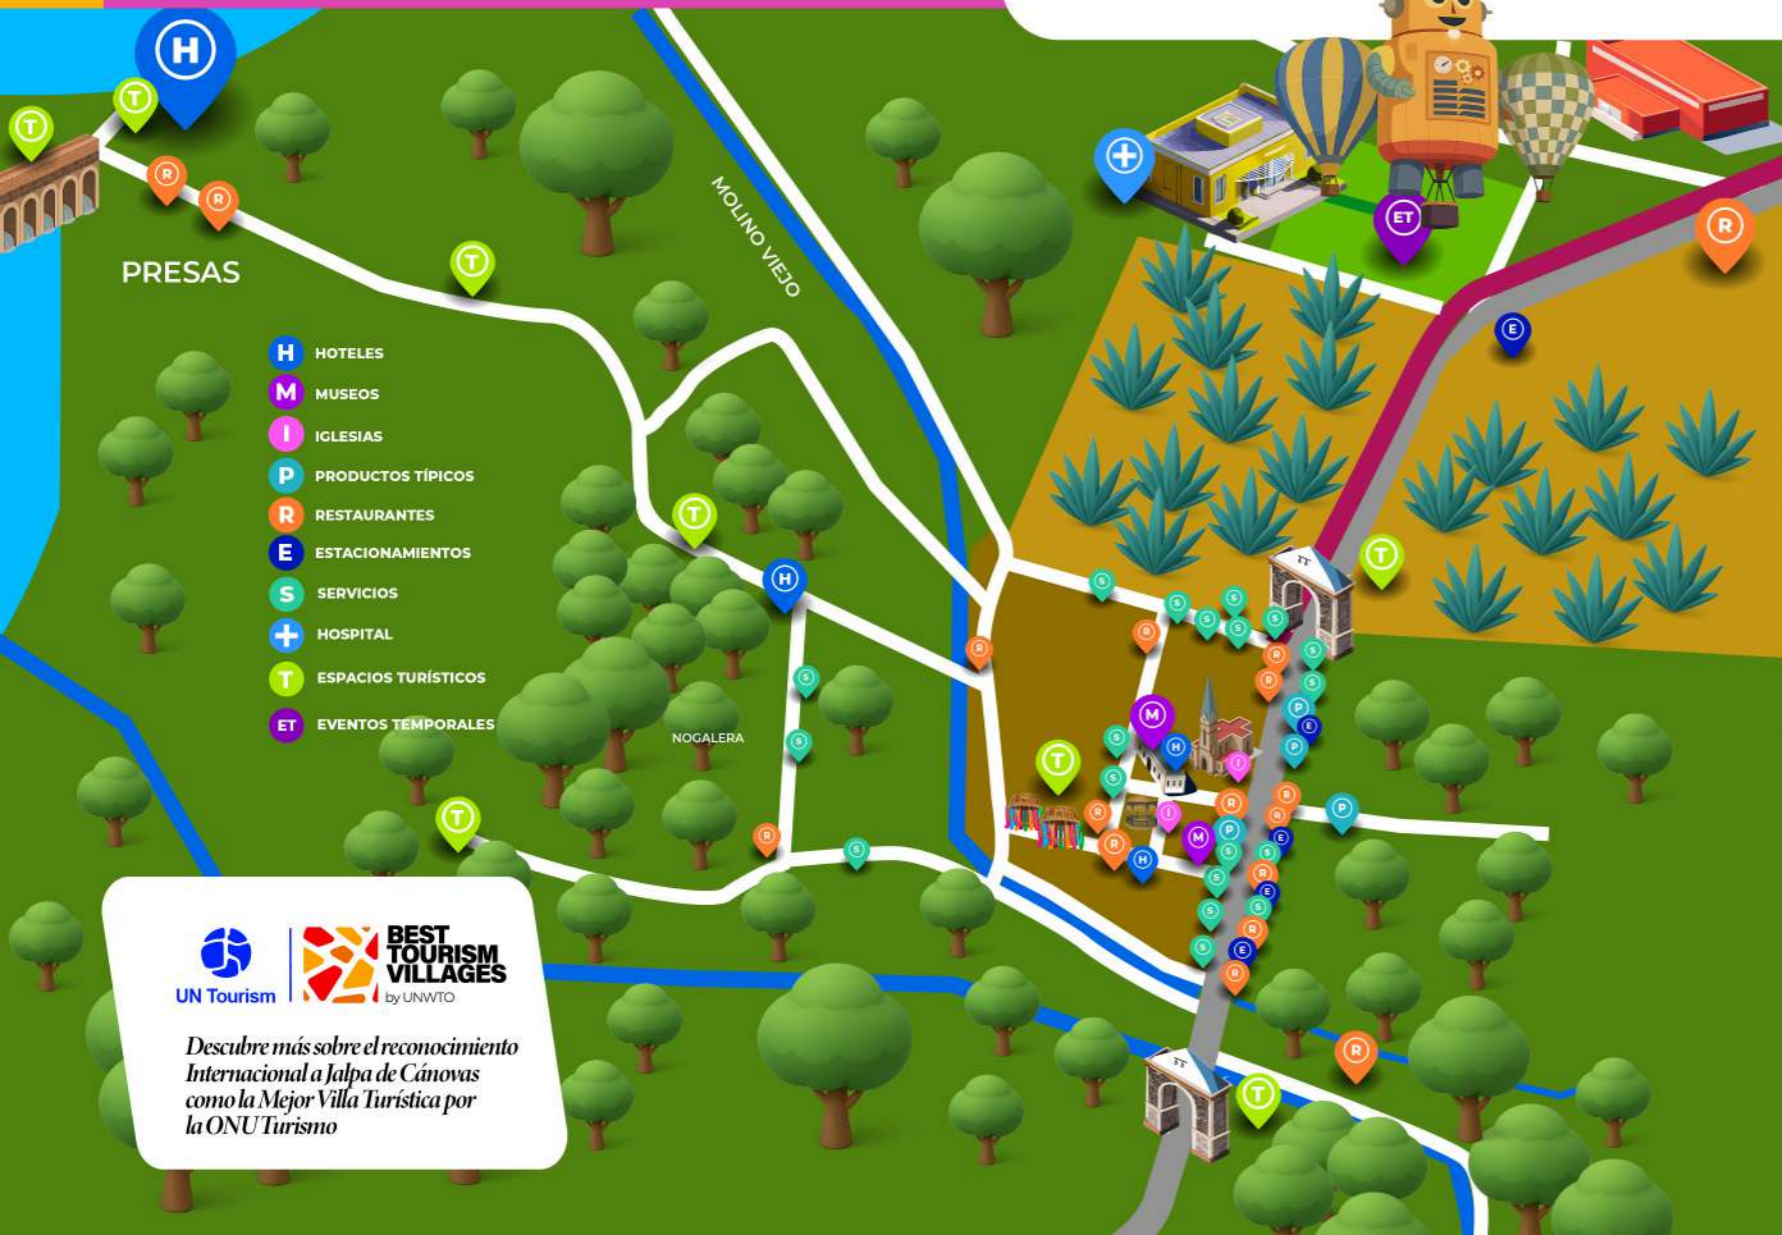 H
T
T
R
R
PRESAS
T
MOLINO VIEJO
ET
R
E
H HOTELES
M MUSEOS
I IGLESIAS
P PRODUCTOS TÍPICOS
R RESTAURANTES
E ESTACIONAMIENTOS
S SERVICIOS
+ HOSPITAL
T ESPACIOS TURÍSTICOS
ET EVENTOS TEMPORALES
T
H
T
S
S
S
S
S
S
R
R
S
R
R
S
S
P
E
P
M
H
I
S
S
S
S
NOGALERA
T
T
R
S
R
R
I
H
M
R
P
S
R
R
P
E
S
R
E
S
S
S
R
E
S
R
R
T
UN Tourism
BEST
TOURISM
VILLAGES
by UNWTO
Descubre más sobre el reconocimiento
Internacional a Jalpa de Cánovas
como la Mejor Villa Turística por
la ONU Turismo